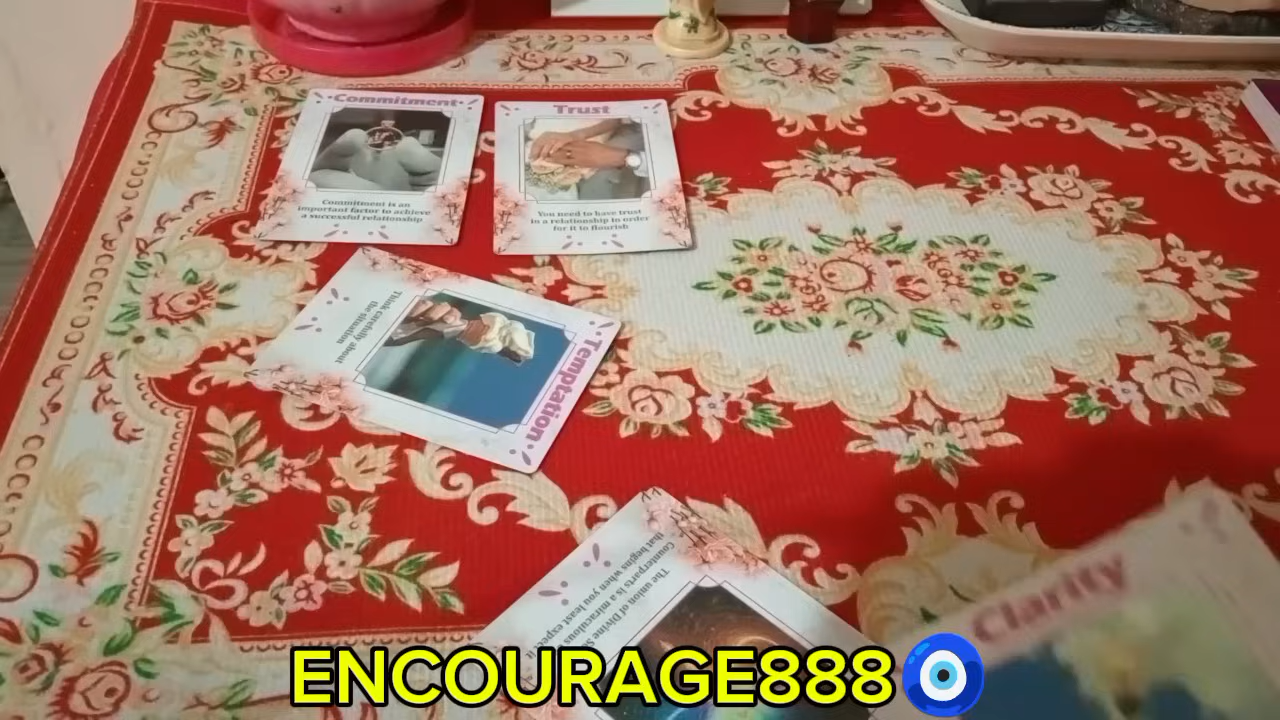 Commitment
Commitment is an
important factor to achieve
a successful relationship
Trust
You need to have trust
in a relationship in order
for it to flourish
Temptation
Think carefully about
the situation
The union of Divine
Counterparts is a miraculous
that begins when you least expect it
Clarity
ENCOURAGE888